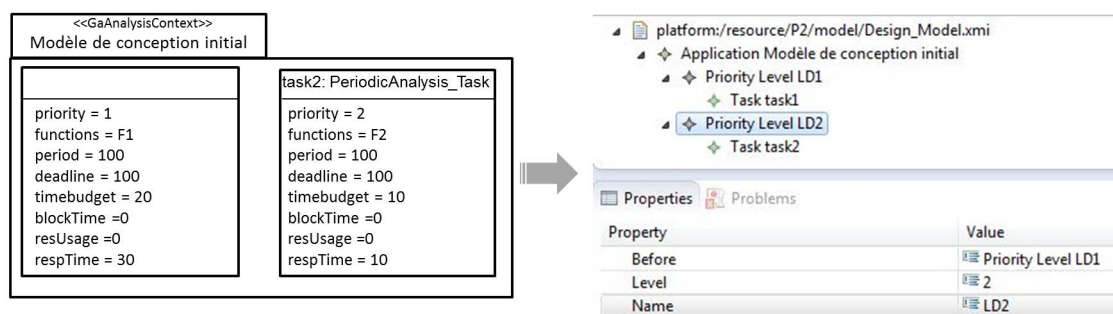 <<GaAnalysisContext>>
Modèle de conception initial
task2: PeriodicAnalysis_Task
priority = 1
functions = F1
period = 100
deadline = 100
timebudget = 20
blockTime =0
resUsage =0
respTime = 30
priority = 2
functions = F2
period = 100
deadline = 100
timebudget = 10
blockTime =0
resUsage =0
respTime = 10
platform:/resource/P2/model/Design_Model.xmi
Application Modèle de conception initial
Priority Level LD1
Task task1
Priority Level LD2
Task task2
Properties Problems
Property Value
Before Priority Level LD1
Level 2
Name LD2